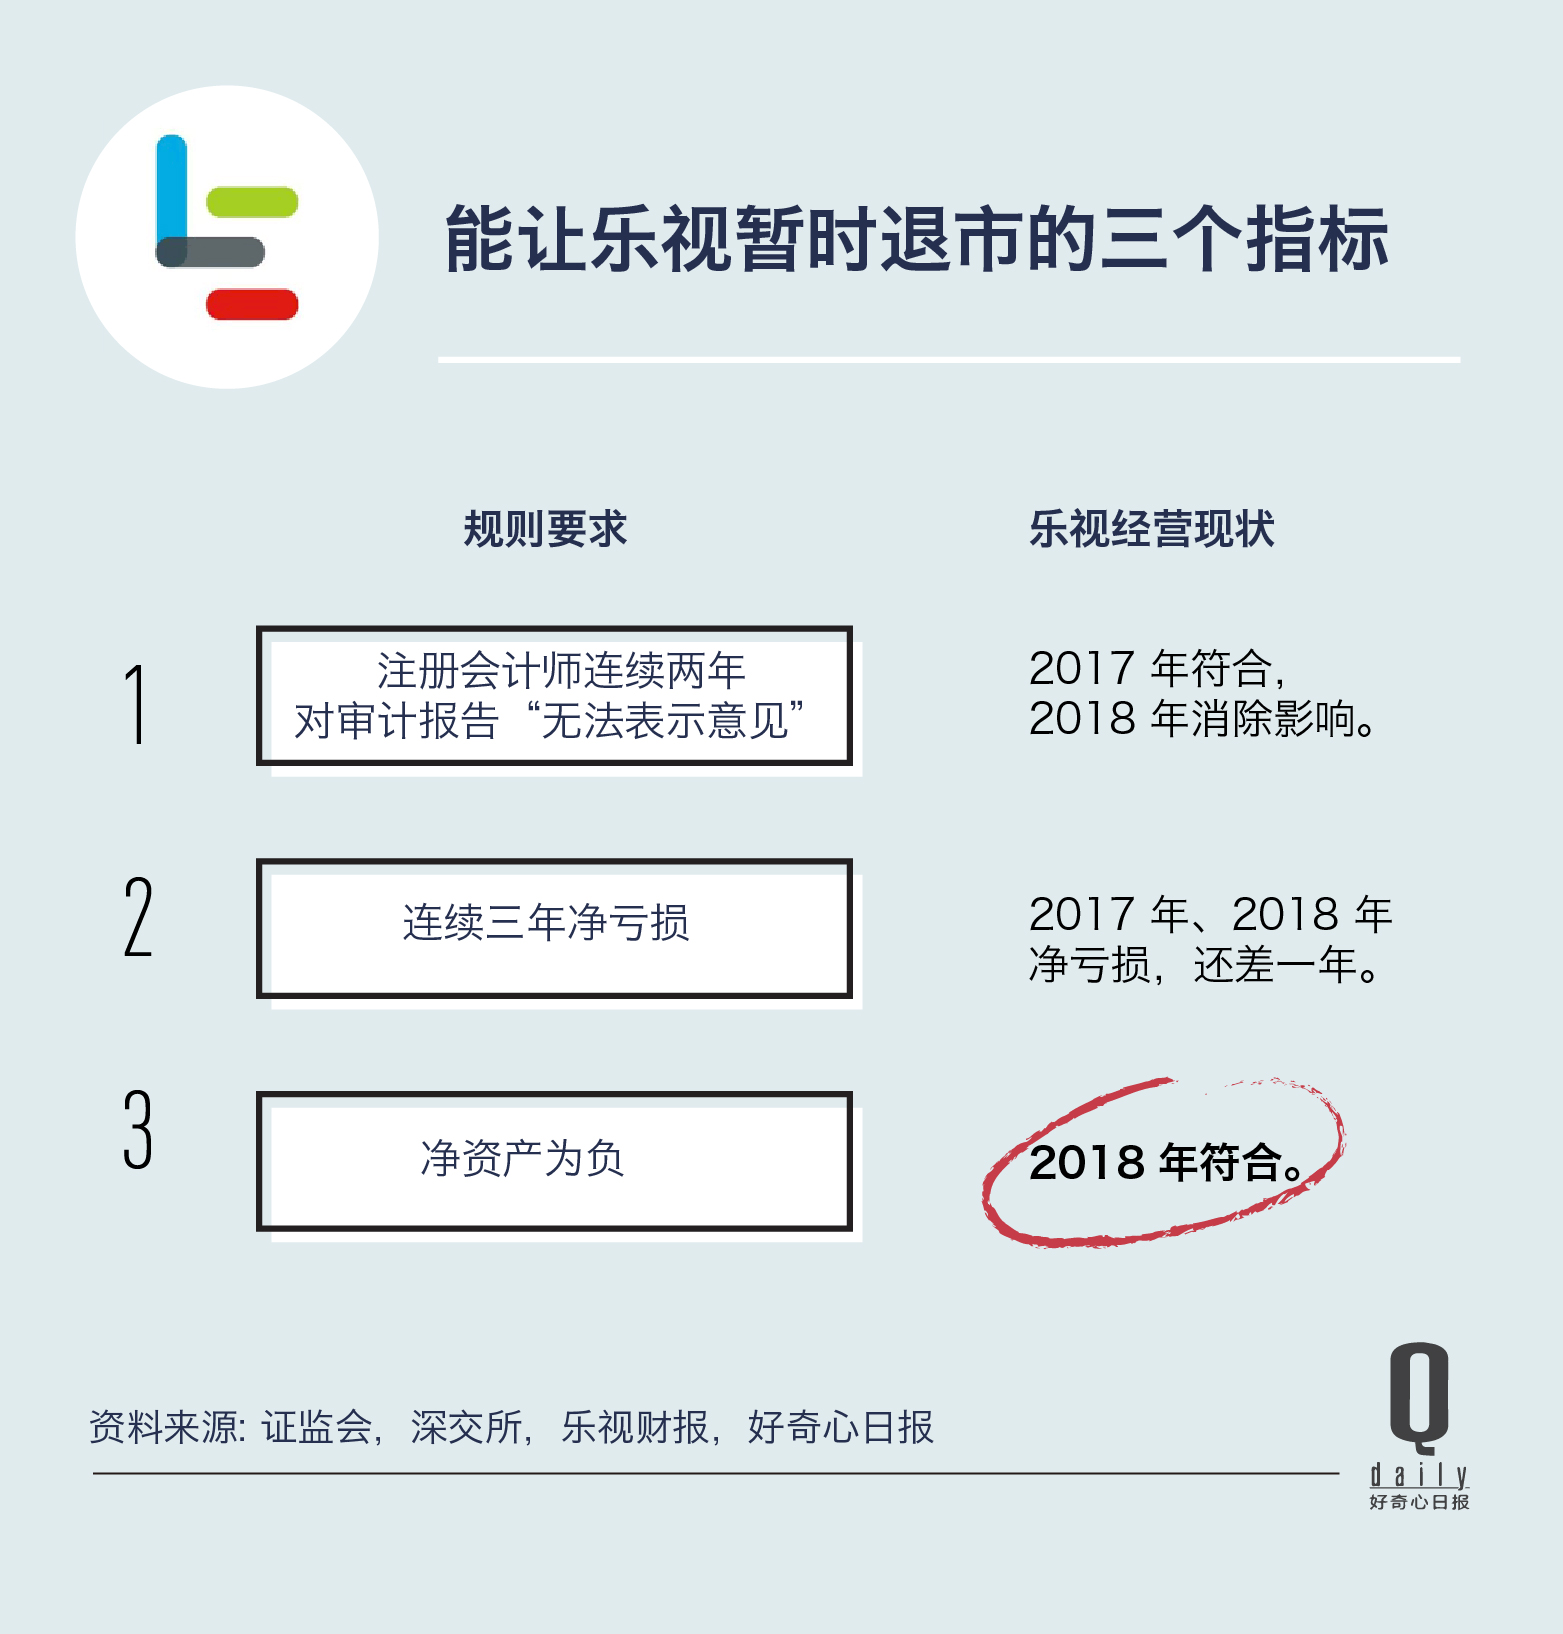 能让乐视暂时退市的三个指标
规则要求
乐视经营现状
1
注册会计师连续两年
对审计报告“无法表示意见”
2017 年符合，
2018 年消除影响。
2
连续三年净亏损
2017 年、2018 年
净亏损，还差一年。
3
净资产为负
2018 年符合。
资料来源: 证监会，深交所，乐视财报，好奇心日报
Q
daily
好奇心日报